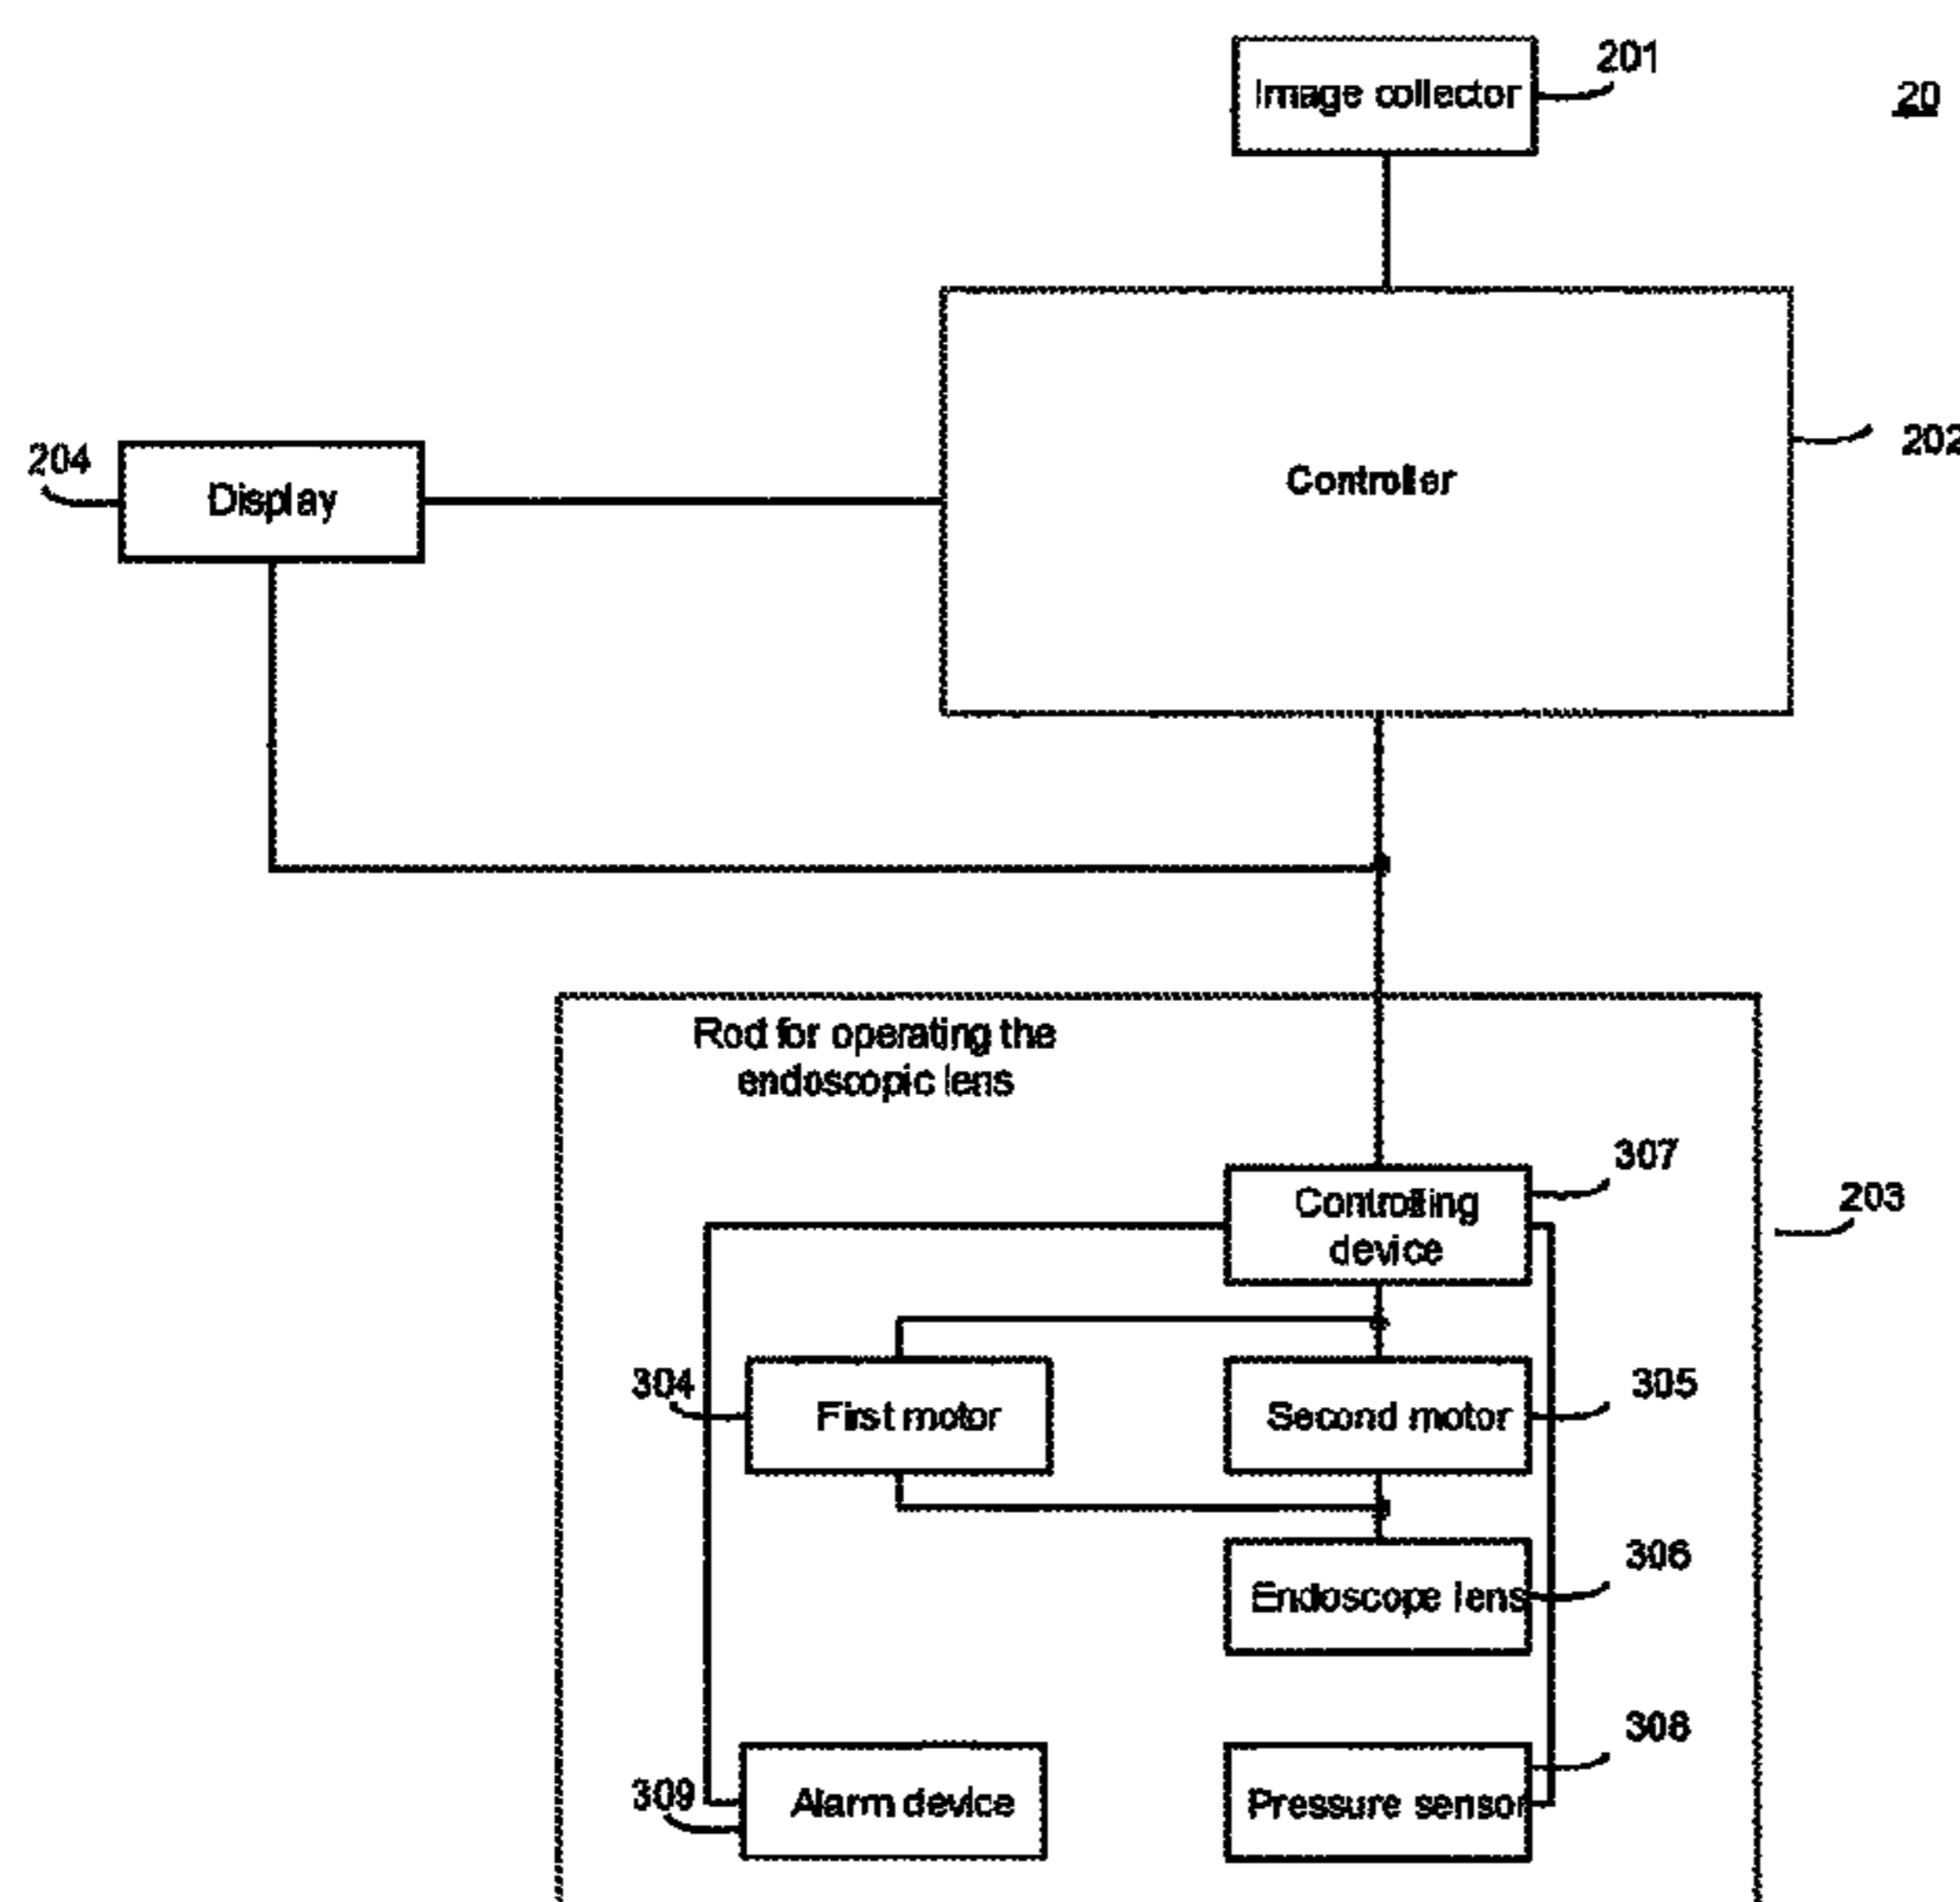 201
20
Image collector
202
Controller
204
Display
Rod for operating the
endoscopic lens
307
203
Controlling
device
304
305
First motor
Second motor
306
Endoscope lens
308
309
Alarm device
Pressure sensor